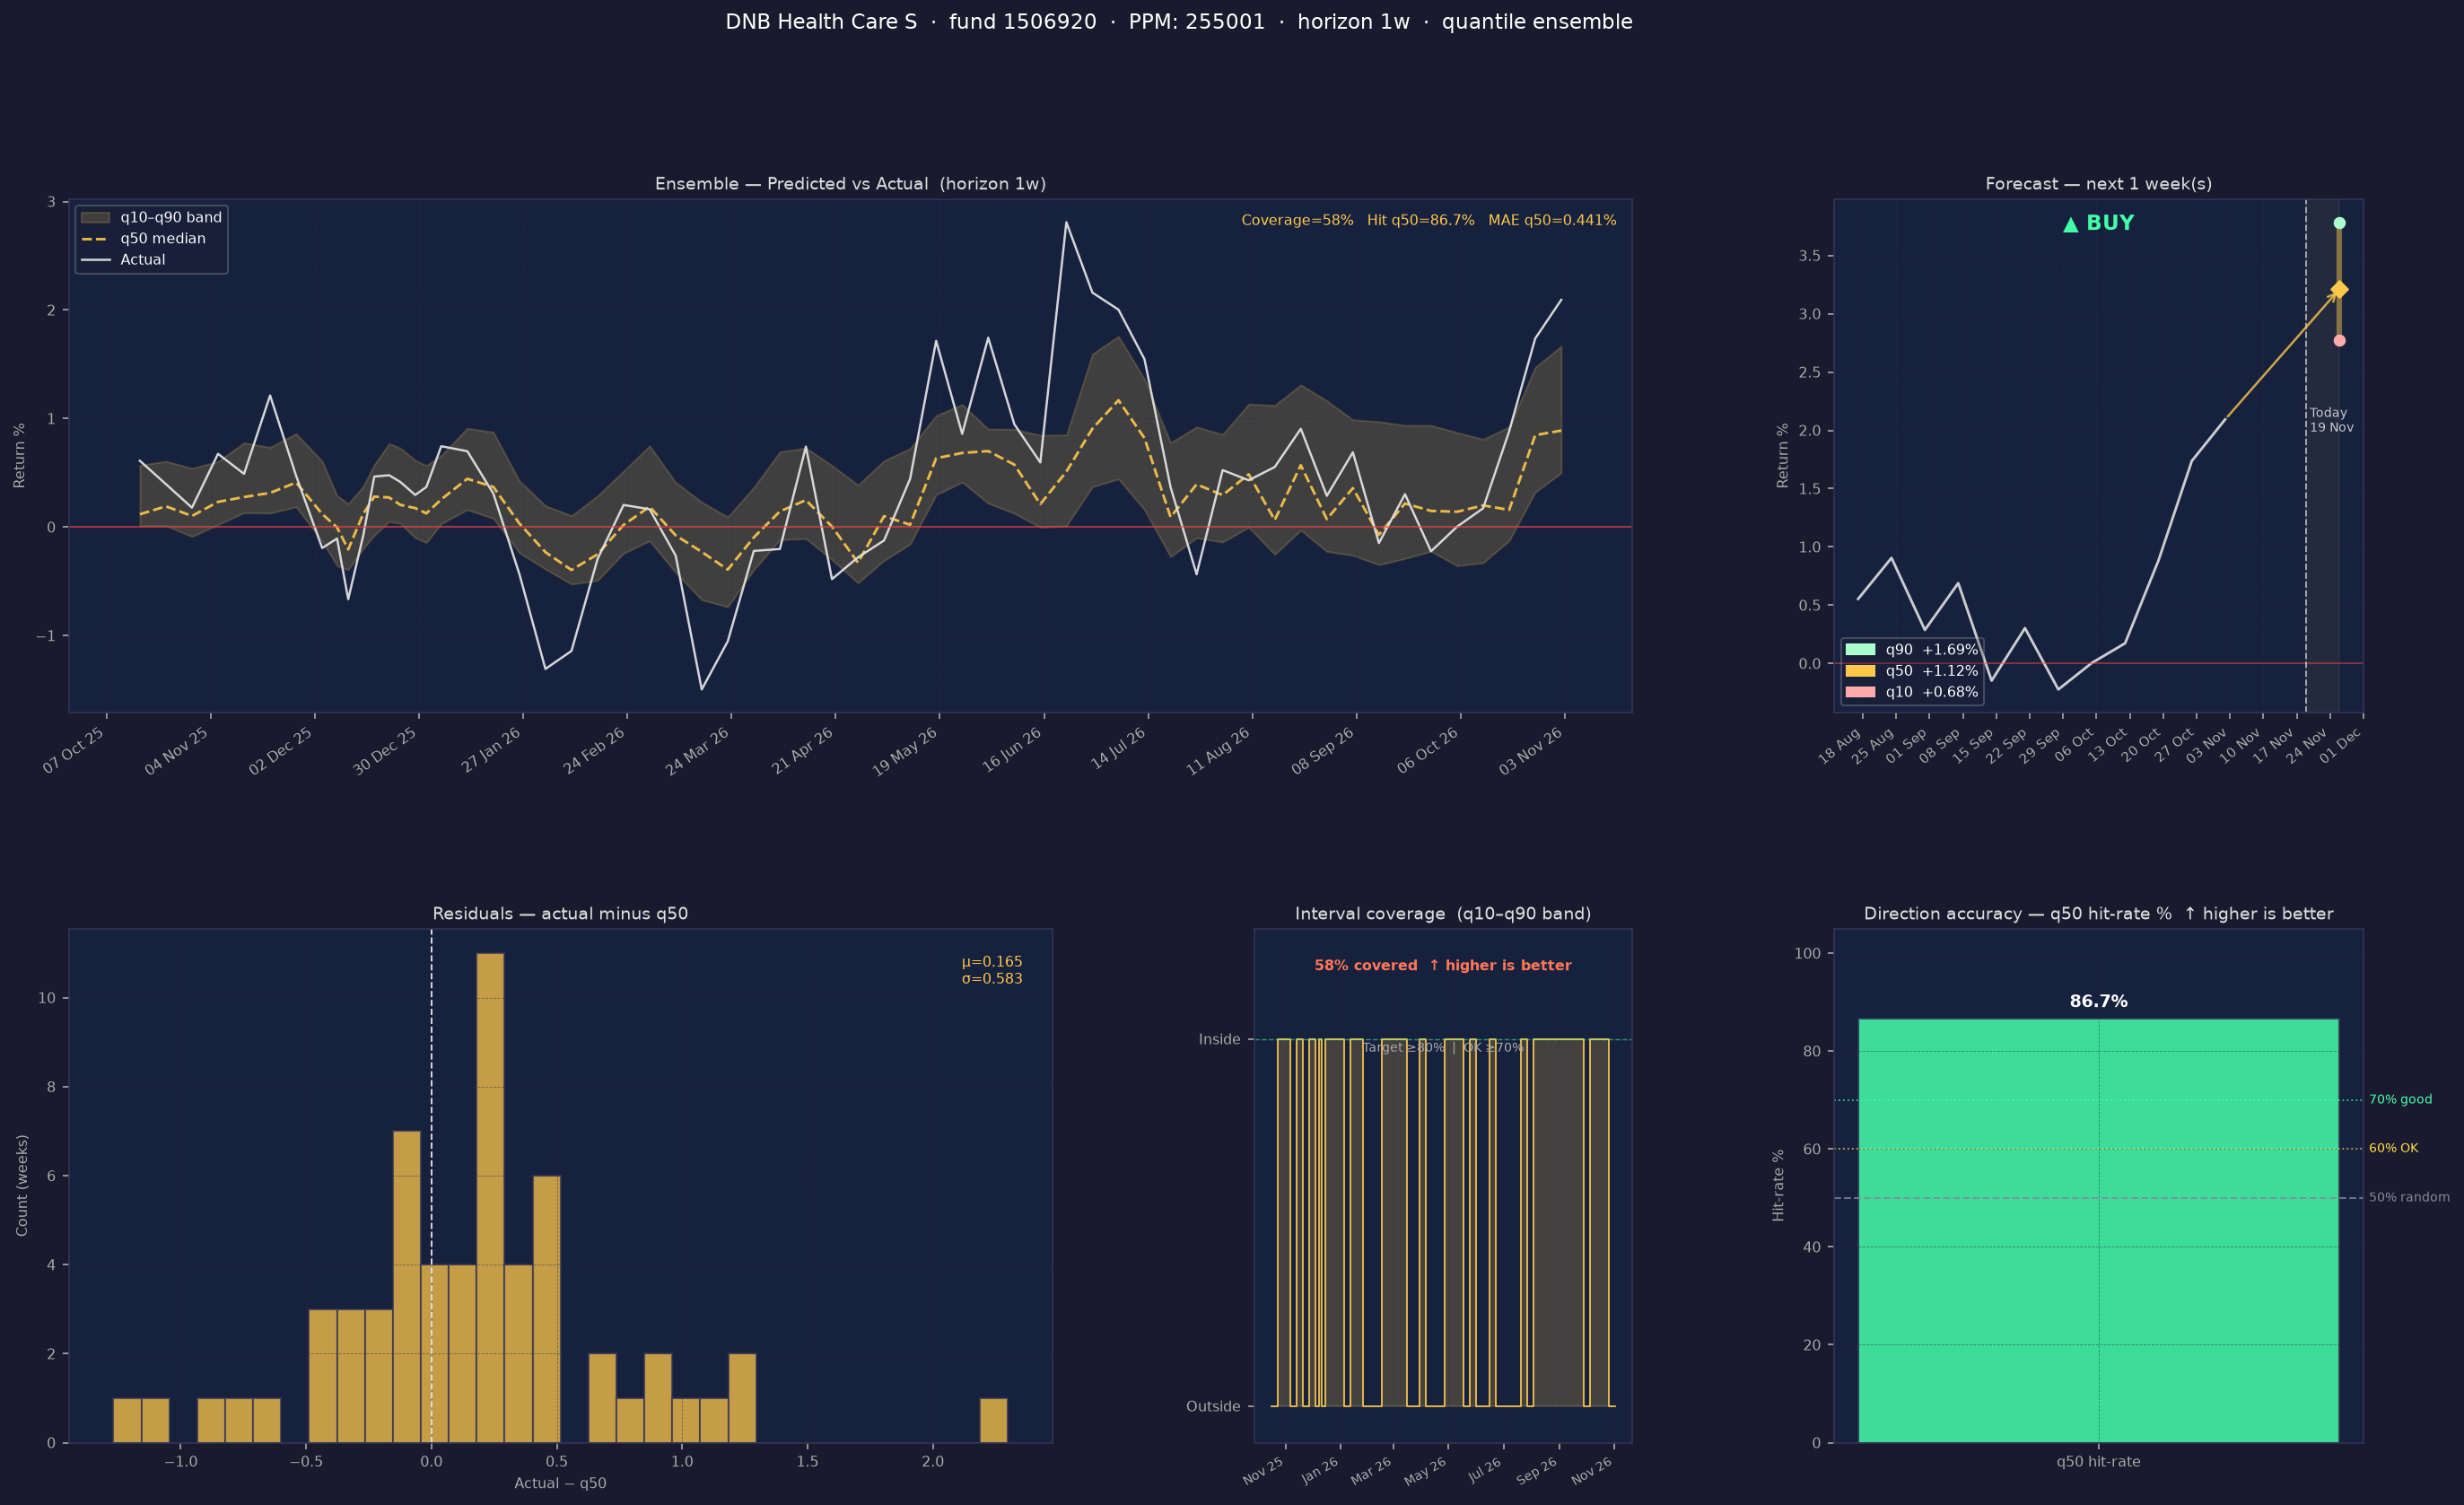 DNB Health Care S  ·  fund 1506920  ·  PPM: 255001  ·  horizon 1w  ·  quantile ensemble
Ensemble — Predicted vs Actual  (horizon 1w)
q10–q90 band
q50 median
Actual
Coverage=58%   Hit q50=86.7%   MAE q50=0.441%
Return %
3
2
1
0
−1
07 Oct 25
04 Nov 25
02 Dec 25
30 Dec 25
27 Jan 26
24 Feb 26
24 Mar 26
21 Apr 26
19 May 26
16 Jun 26
14 Jul 26
11 Aug 26
08 Sep 26
06 Oct 26
03 Nov 26
Forecast — next 1 week(s)
▲ BUY
Today
19 Nov
Return %
3.5
3.0
2.5
2.0
1.5
1.0
0.5
0.0
q90  +1.69%
q50  +1.12%
q10  +0.68%
18 Aug
25 Aug
01 Sep
08 Sep
15 Sep
22 Sep
29 Sep
06 Oct
13 Oct
20 Oct
27 Oct
03 Nov
10 Nov
17 Nov
24 Nov
01 Dec
Residuals — actual minus q50
μ=0.165
σ=0.583
Count (weeks)
10
8
6
4
2
0
−1.0
−0.5
0.0
0.5
1.0
1.5
2.0
Actual − q50
Interval coverage  (q10–q90 band)
58% covered  ↑ higher is better
Inside
Target ≥80%  |  OK ≥70%
Outside
Nov 25
Jan 26
Mar 26
May 26
Jul 26
Sep 26
Nov 26
Direction accuracy — q50 hit-rate %  ↑ higher is better
86.7%
Hit-rate %
100
80
60
40
20
0
70% good
60% OK
50% random
q50 hit-rate